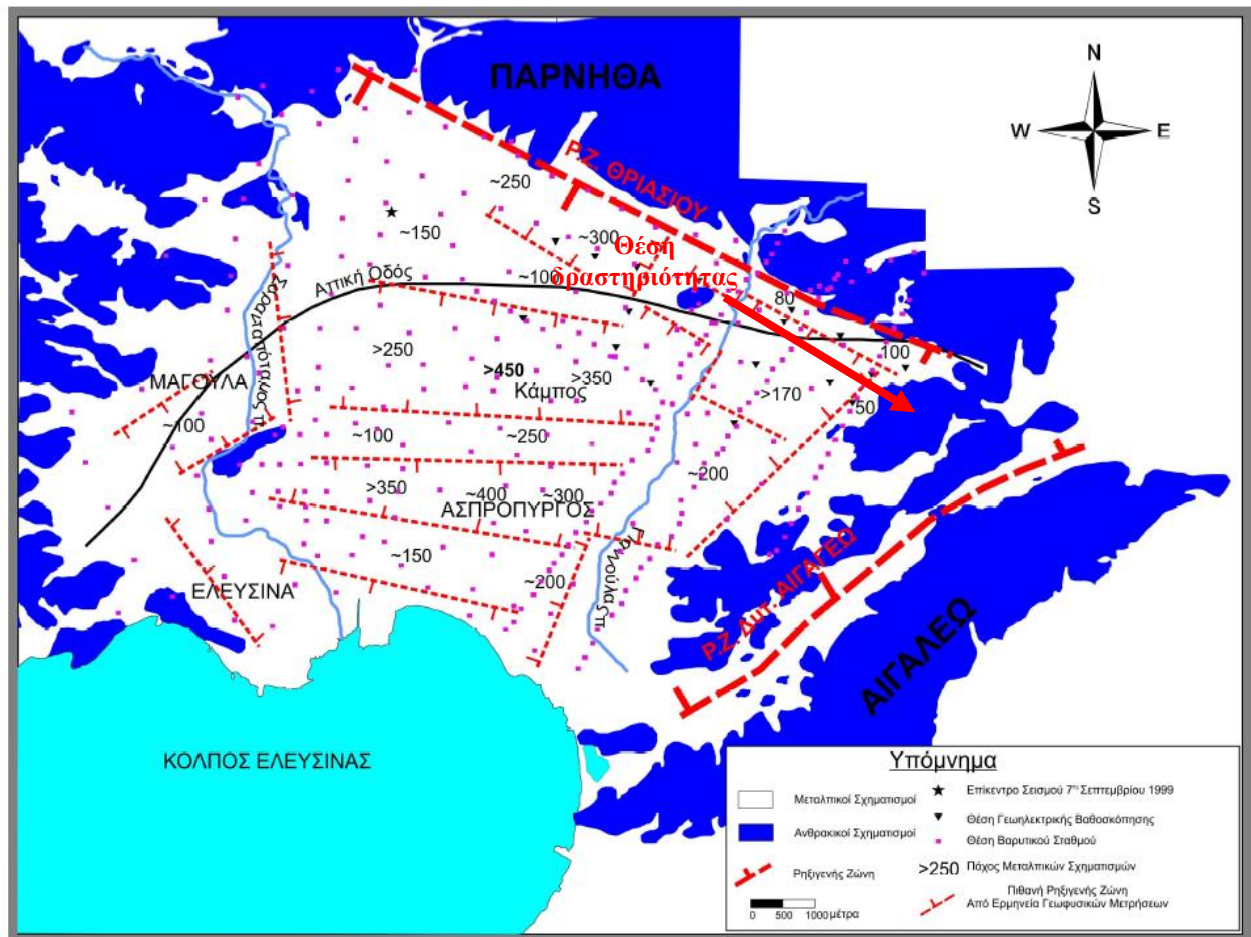 N
W E
S
ΠΑΡΝΗΘΑ
Ρ.Ζ. ΘΡΙΑΣΙΟΥ
~250
~150
~300
Θέση
δραστηριότητας
~100
Αττική Οδός
80
100
Σαρανταπόταμος π.
>250
>450
>350
Κάμπος
>170
50
ΜΑΓΟΥΛΑ
~100
~100
~250
~200
>350
~400
~300
ΑΣΠΡΟΠΥΡΓΟΣ
~150
~200
Γιαννούλας π.
ΕΛΕΥΣΙΝΑ
Ρ.Ζ. Δυτ. ΑΙΓΑΓΕΩ
ΑΙΓΑΛΕΩ
ΚΟΛΠΟΣ ΕΛΕΥΣΙΝΑΣ
Υπόμνημα
Μεταλπικοί Σχηματισμοί
Επίκεντρο Σεισμού 7ης Σεπτεμβρίου 1999
Θέση Γεωηλεκτρικής Βαθοσκόπησης
Ανθρακικοί Σχηματισμοί
Θέση Βαρυτικού Σταθμού
Ρηξιγενής Ζώνη
>250 Πάχος Μεταλπικών Σχηματισμών
Πιθανή Ρηξιγενής Ζώνη
Από Ερμηνεία Γεωφυσικών Μετρήσεων
0 500 1000 μέτρα